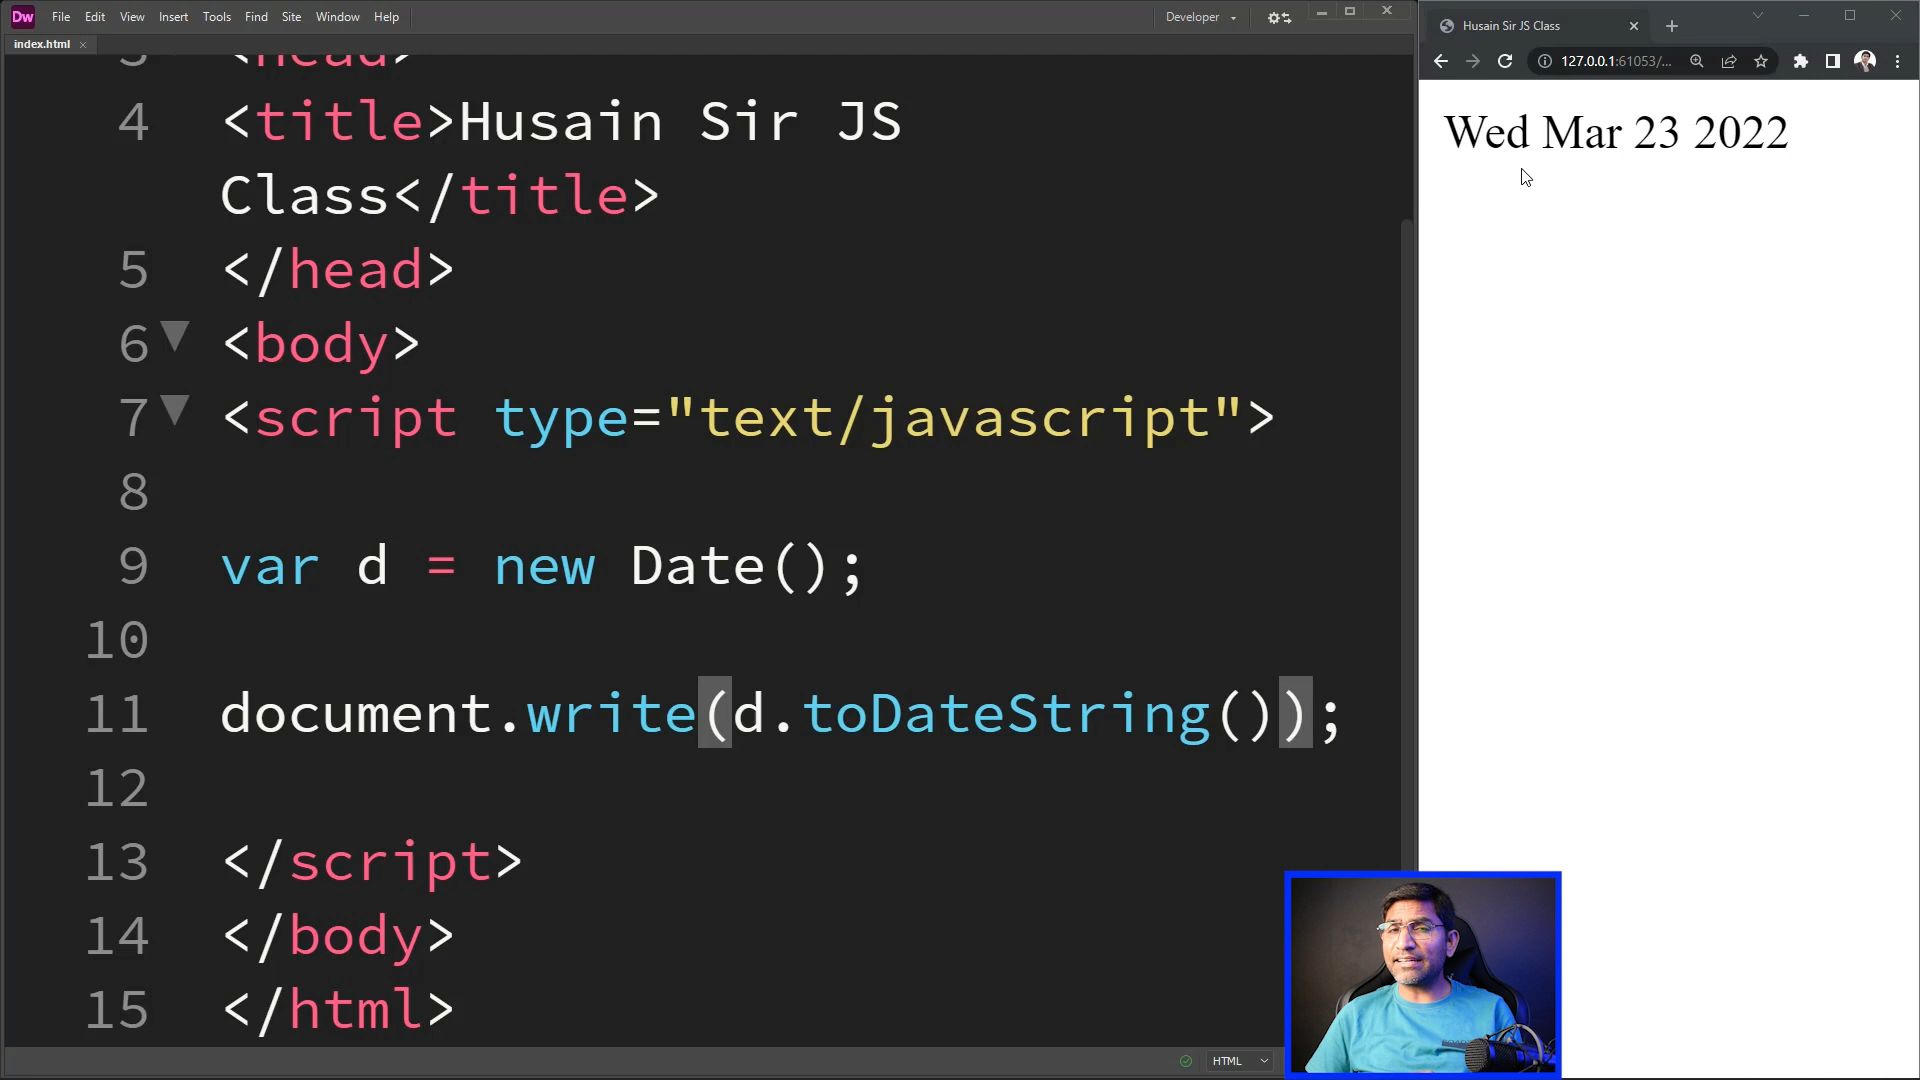 Dw File Edit View Insert Tools Find Site Window Help Developer
index.html
3 <head>
4 <title>Husain Sir JS
Class</title>
5 </head>
6 <body>
7 <script type="text/javascript">
8
9 var d = new Date();
10
11 document.write(d.toDateString());
12
13 </script>
14 </body>
15 </html>
HTML
Husain Sir JS Class
127.0.0.1:61053/...
Wed Mar 23 2022